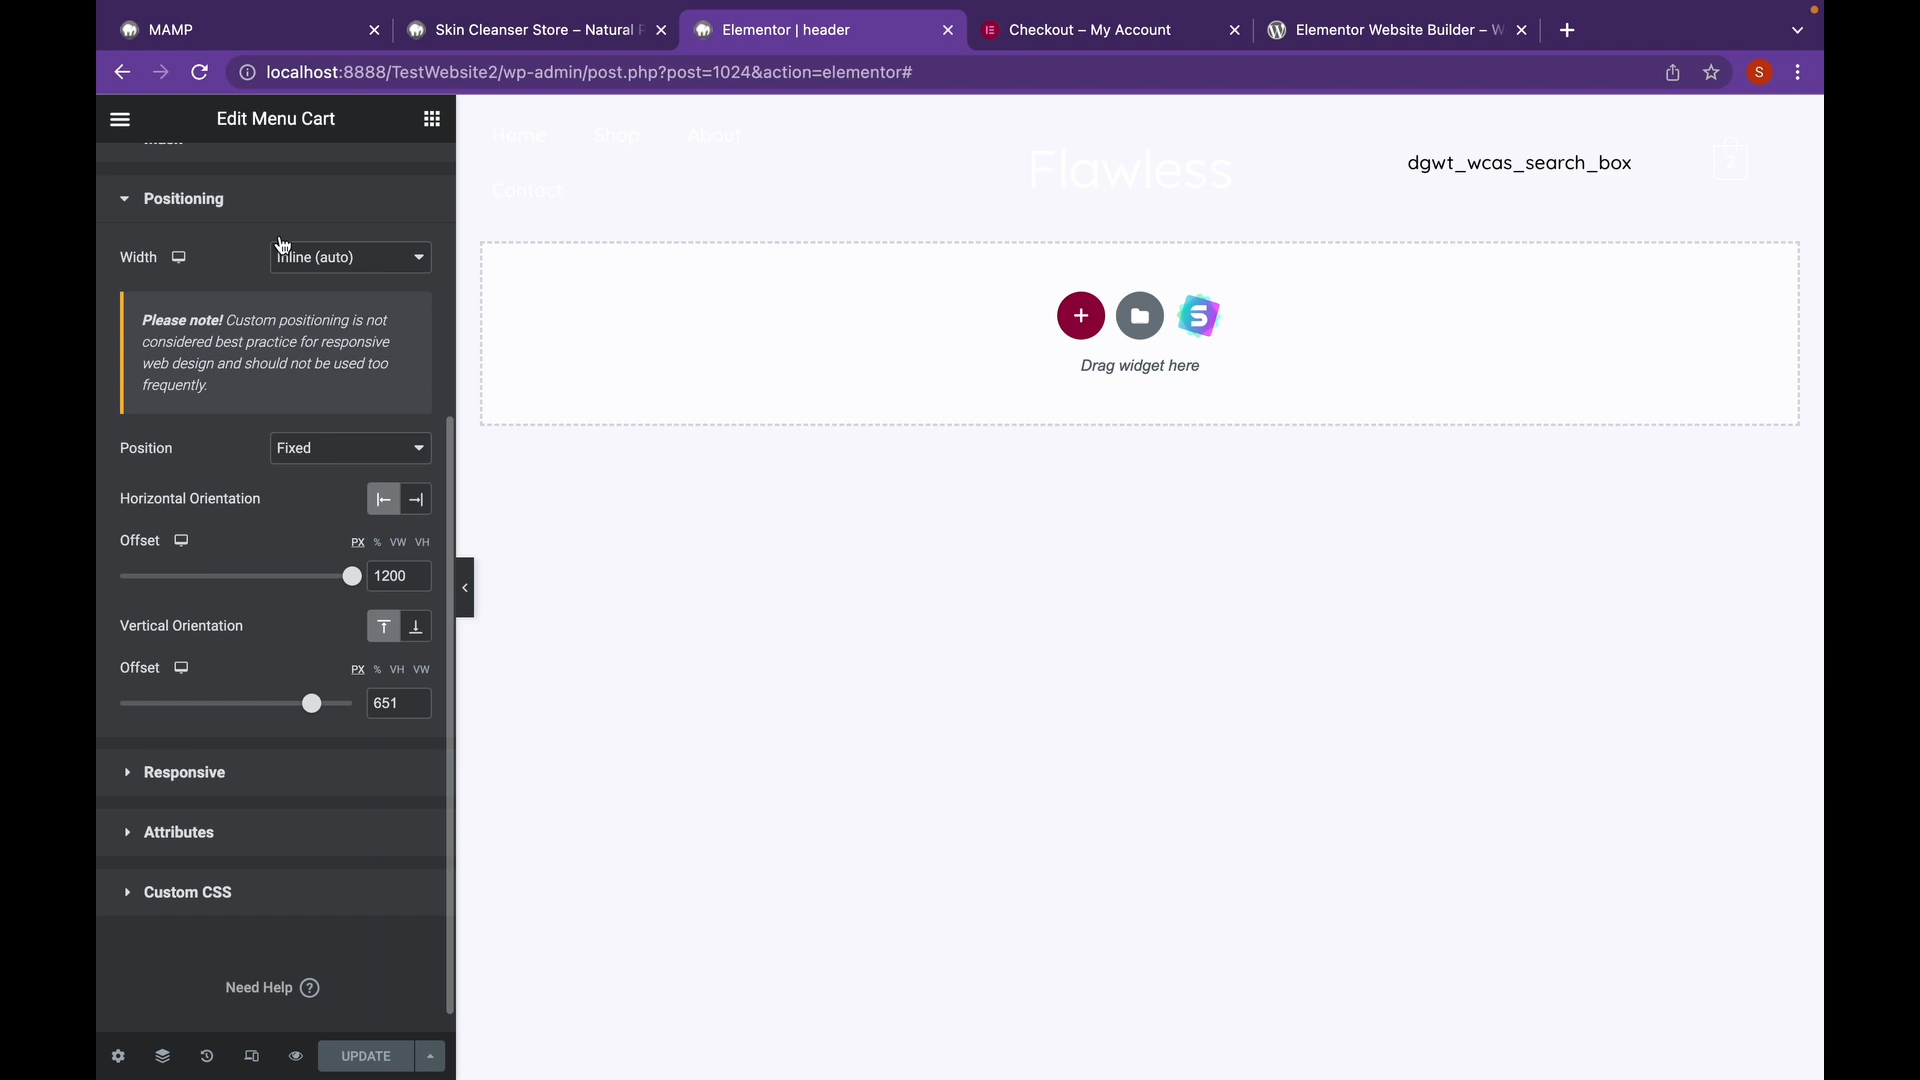 MAMP
Skin Cleanser Store – Natural
Elementor | header
Checkout – My Account
Elementor Website Builder – W
localhost:8888/TestWebsite2/wp-admin/post.php?post=1024&action=elementor#
S
Edit Menu Cart
Positioning
Width
Inline (auto)
Please note! Custom positioning is not
considered best practice for responsive
web design and should not be used too
frequently.
Position
Fixed
Horizontal Orientation
Offset
PX % VW VH
1200
Vertical Orientation
Offset
PX % VH VW
651
Responsive
Attributes
Custom CSS
Need Help ?
UPDATE
Home Shop About
Contact
Flawless
dgwt_wcas_search_box
2
Drag widget here